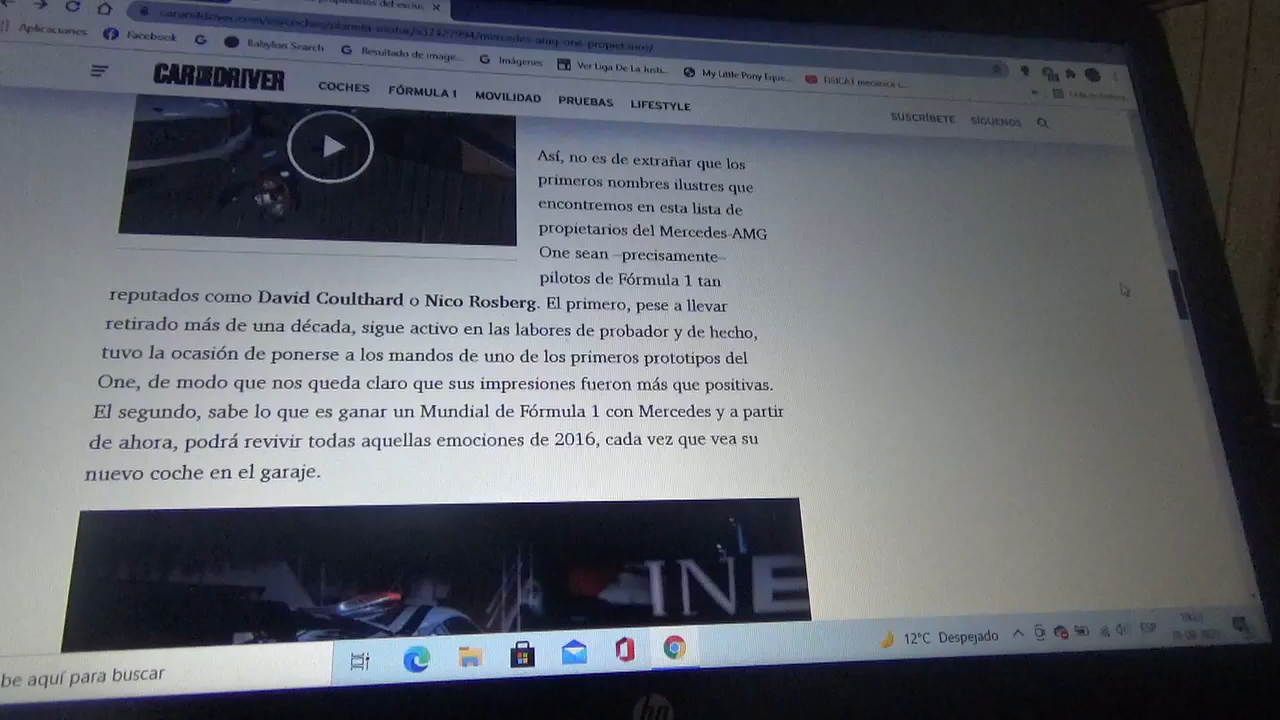 Aplicaciones
Facebook
Babylon Search
Resultado de image...
Imágenes
Ver Liga De La Justi...
My Little Pony Eque...
CAR DRIVER
COCHES FÓRMULA 1 MOVILIDAD PRUEBAS LIFESTYLE
SUSCRÍBETE SÍGUENOS
Así, no es de extrañar que los
primeros nombres ilustres que
encontremos en esta lista de
propietarios del Mercedes-AMG
One sean –precisamente–
pilotos de Fórmula 1 tan
reputados como David Coulthard o Nico Rosberg. El primero, pese a llevar
retirado más de una década, sigue activo en las labores de probador y de hecho,
tuvo la ocasión de ponerse a los mandos de uno de los primeros prototipos del
One, de modo que nos queda claro que sus impresiones fueron más que positivas.
El segundo, sabe lo que es ganar un Mundial de Fórmula 1 con Mercedes y a partir
de ahora, podrá revivir todas aquellas emociones de 2016, cada vez que vea su
nuevo coche en el garaje.
INE
be aquí para buscar
12°C Despejado
hp